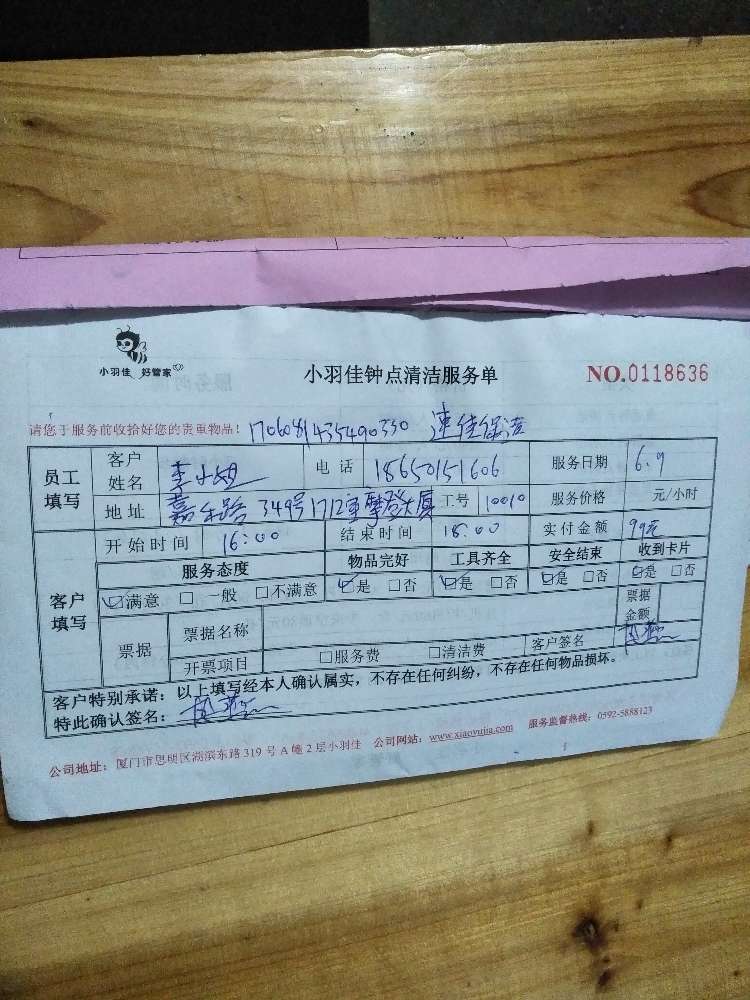 小羽佳 好管家
小羽佳钟点清洁服务单
NO.0118636
请您于服务前收拾好您的贵重物品！ 连佳保洁
员工填写 客户姓名 李小姐 电话 18650151606 服务日期 6.9
地址 嘉禾路349号1712室摩登大厦 工号 10010 服务价格 元/小时
客户填写 开始时间 16:00 结束时间 18:00 实付金额 99元
服务态度 物品完好 工具齐全 安全结束 收到卡片
☑满意 □一般 □不满意 ☑是 □否 ☑是 □否 ☑是 □否 ☑是 □否
票据 票据名称 票据金额
开票项目 □服务费 □清洁费 客户签名
客户特别承诺：以上填写经本人确认属实，不存在任何纠纷，不存在任何物品损坏。
特此确认签名：
公司地址：厦门市思明区湖滨东路319号A幢2层小羽佳 公司网站：www.xiaoyujia.com 服务监督热线：0592-5888123